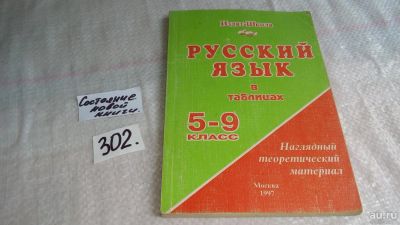 Состояние
новой
книги.
302.
РУССКИЙ
ЯЗЫК
в
таблицах
5-9
КЛАСС
Наглядный
теоретический
материал
Москва
1997
au.ru